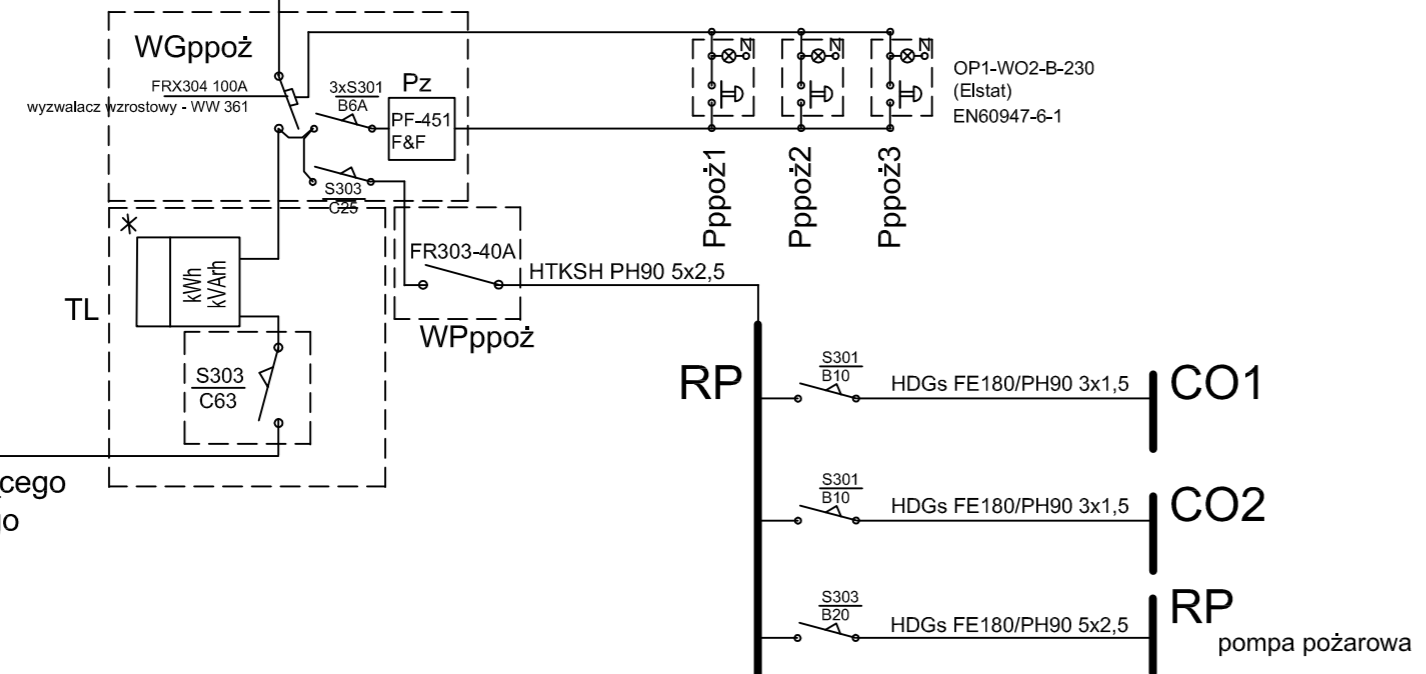 WGppoż
FRX304 100A
wyzwalacz wzrostowy - WW 361
3xS301
B6A
Pz
PF-451
F&F
S303
C25
N
N
N
OP1-WO2-B-230
(Elstat)
EN60947-6-1
Pppoż1
Pppoż2
Pppoż3
TL
kWh
kVArh
S303
C63
FR303-40A
WPppoż
HTKSH PH90 5x2,5
RP
S301
B10
HDGs FE180/PH90 3x1,5
CO1
S301
B10
HDGs FE180/PH90 3x1,5
CO2
S303
B20
HDGs FE180/PH90 5x2,5
RP
pompa pożarowa
ącego
go